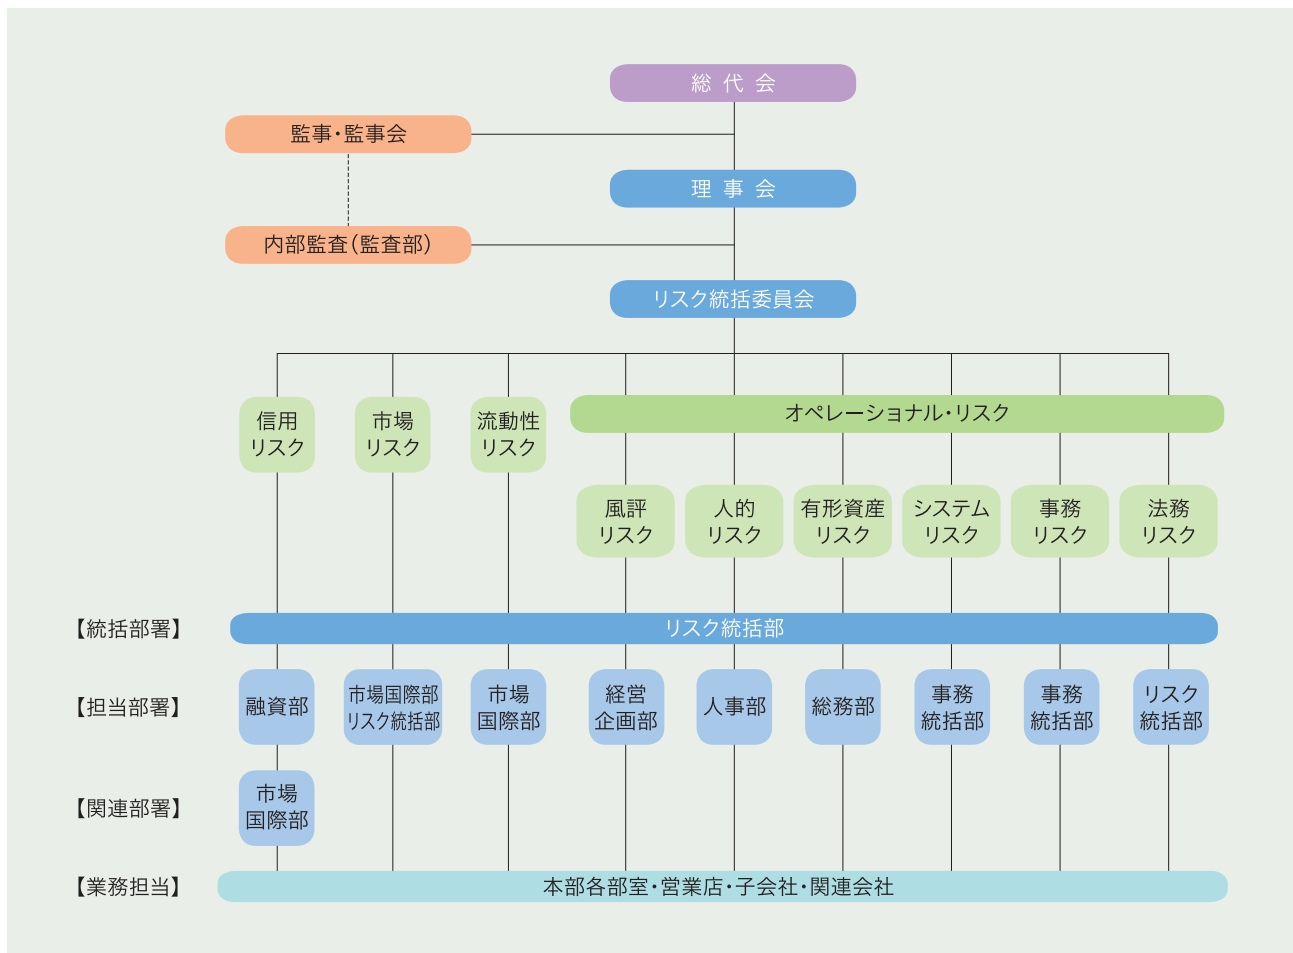 総代会
監事・監事会
理事会
内部監査（監査部）
リスク統括委員会
信用
リスク
市場
リスク
流動性
リスク
オペレーショナル・リスク
風評
リスク
人的
リスク
有形資産
リスク
システム
リスク
事務
リスク
法務
リスク
【統括部署】
リスク統括部
【担当部署】
融資部
市場国際部
リスク統括部
市場
国際部
経営
企画部
人事部
総務部
事務
統括部
事務
統括部
リスク
統括部
【関連部署】
市場
国際部
【業務担当】
本部各部室・営業店・子会社・関連会社